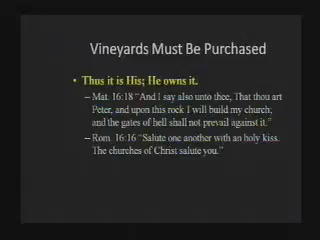 Vineyards Must Be Purchased
• Thus it is His; He owns it.
– Mat. 16:18 “And I say also unto thee, That thou art
Peter, and upon this rock I will build my church;
and the gates of hell shall not prevail against it.”
– Rom. 16:16 “Salute one another with an holy kiss.
The churches of Christ salute you.”